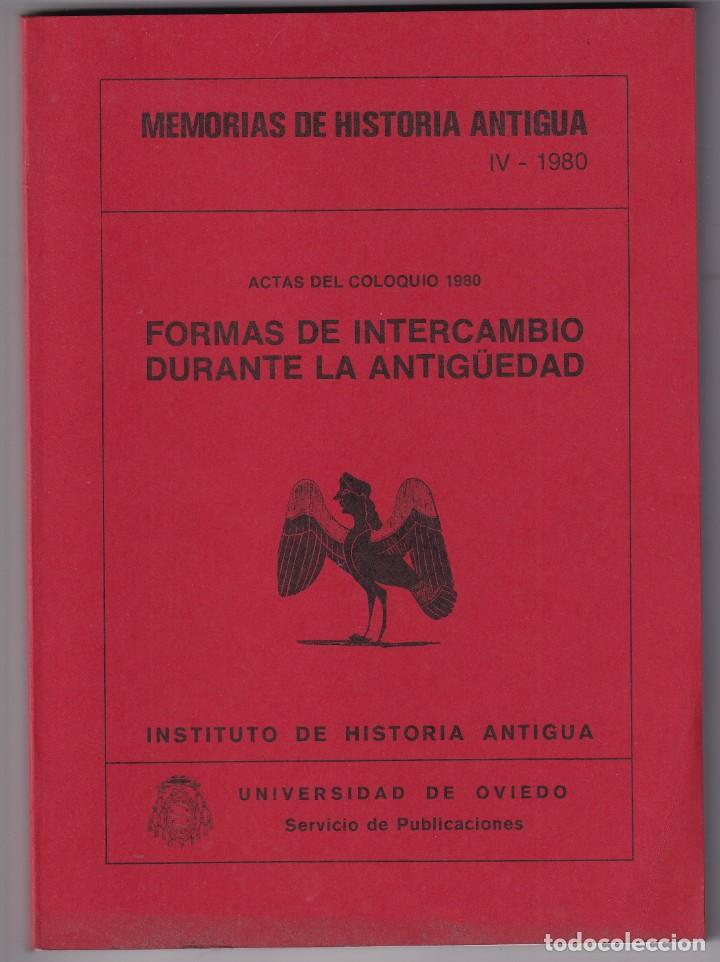 MEMORIAS DE HISTORIA ANTIGUA
IV - 1980
ACTAS DEL COLOQUIO 1980
FORMAS DE INTERCAMBIO
DURANTE LA ANTIGÜEDAD
INSTITUTO DE HISTORIA ANTIGUA
UNIVERSIDAD DE OVIEDO
Servicio de Publicaciones
todocoleccion